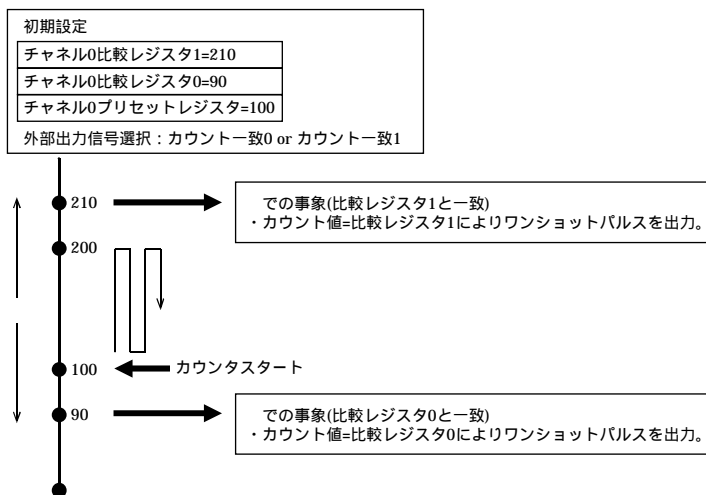 初期設定
チャネル0比較レジスタ1=210
チャネル0比較レジスタ0=90
チャネル0プリセットレジスタ=100
外部出力信号選択：カウント一致0 or カウント一致1
210
での事象(比較レジスタ1と一致)
・カウント値=比較レジスタ1によりワンショットパルスを出力。
200
100
カウンタスタート
90
での事象(比較レジスタ0と一致)
・カウント値=比較レジスタ0によりワンショットパルスを出力。